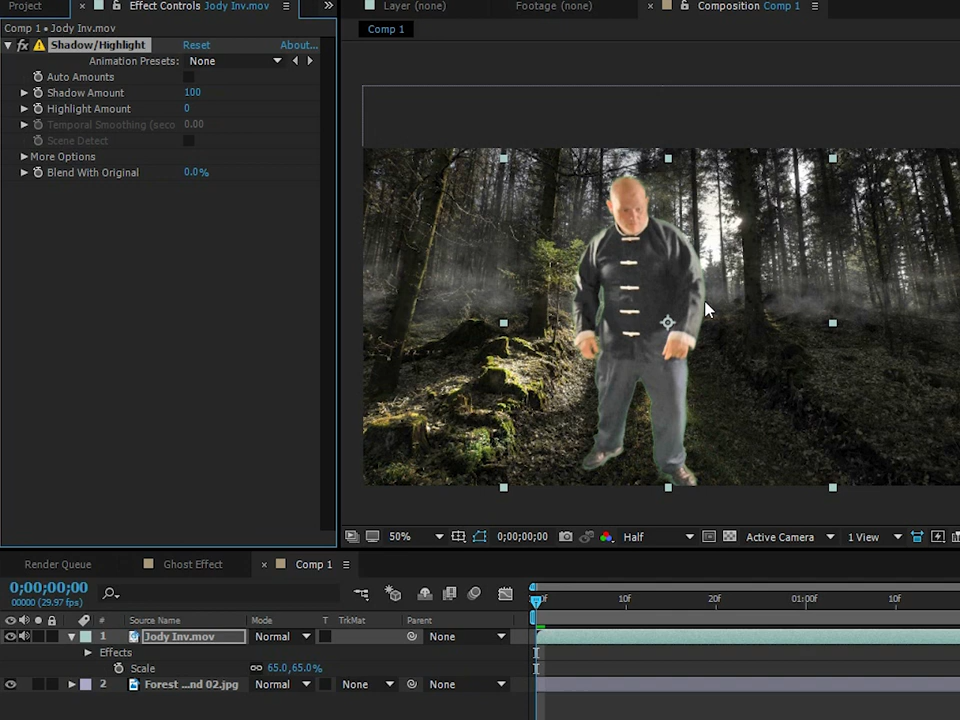 Project
Effect Controls Jody Inv.mov
Layer (none)
Footage (none)
Composition Comp 1
Comp 1 • Jody Inv.mov
Comp 1
fx Shadow/Highlight Reset About...
Animation Presets: None
Auto Amounts
Shadow Amount 100
Highlight Amount 0
Temporal Smoothing (seco 0.00
Scene Detect
More Options
Blend With Original 0.0%
50% 0;00;00;00 Half Active Camera 1 View
Render Queue Ghost Effect Comp 1
0;00;00;00
00000 (29.97 fps)
10f 20f 01:00f 10f
# Source Name Mode T TrkMat Parent
1 Jody Inv.mov Normal None
Effects
Scale 65.0,65.0%
2 Forest ...nd 02.jpg Normal None None